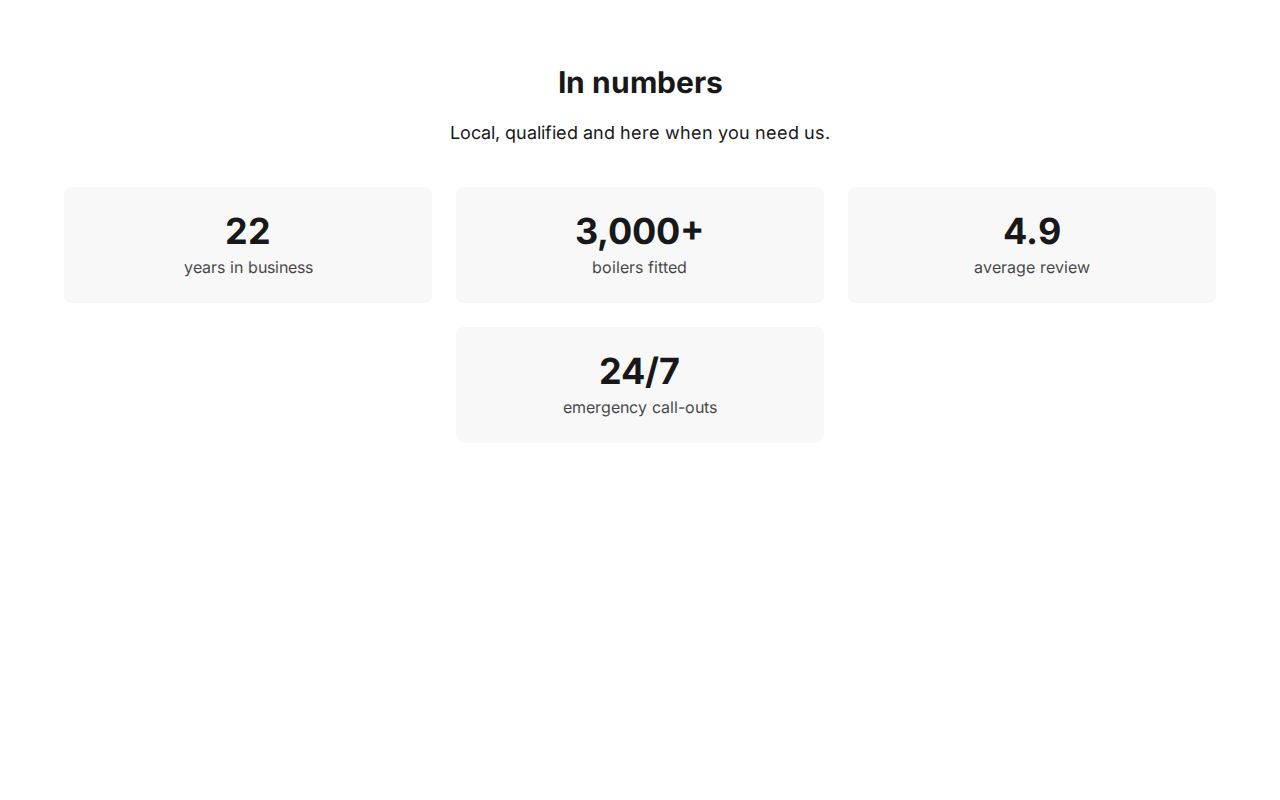 In numbers
Local, qualified and here when you need us.
22
years in business
3,000+
boilers fitted
4.9
average review
24/7
emergency call-outs